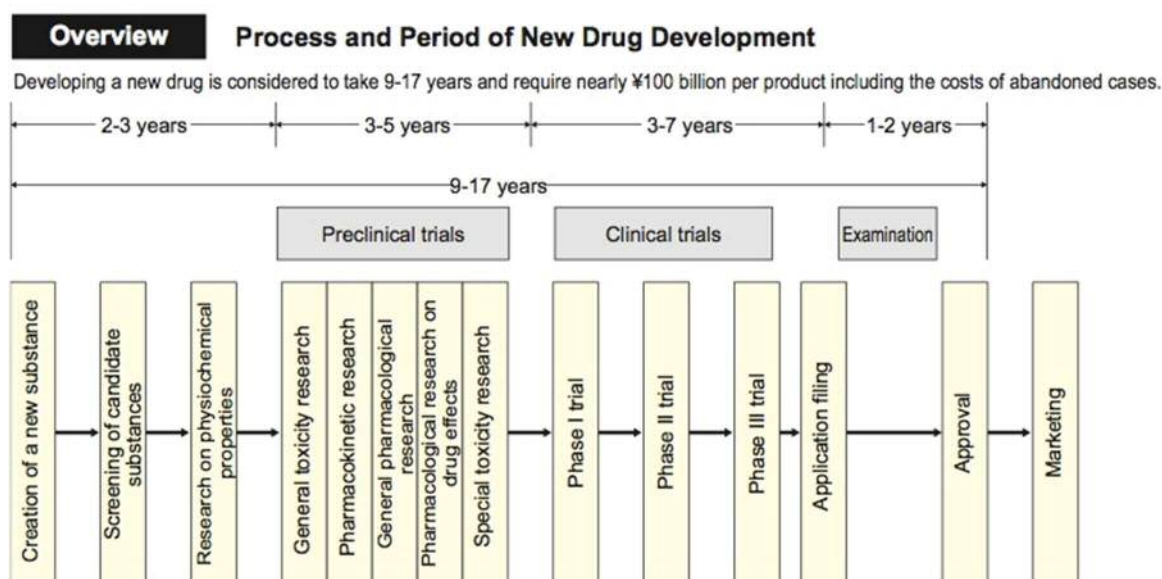 Overview
Process and Period of New Drug Development
Developing a new drug is considered to take 9-17 years and require nearly ¥100 billion per product including the costs of abandoned cases.
2-3 years
3-5 years
3-7 years
1-2 years
9-17 years
Preclinical trials
Clinical trials
Examination
Creation of a new substance
Screening of candidate
substances
Research on physiochemical
properties
General toxicity research
Pharmacokinetic research
General pharmacological
research
Pharmacological research on
drug effects
Special toxicity research
Phase I trial
Phase II trial
Phase III trial
Application filing
Approval
Marketing